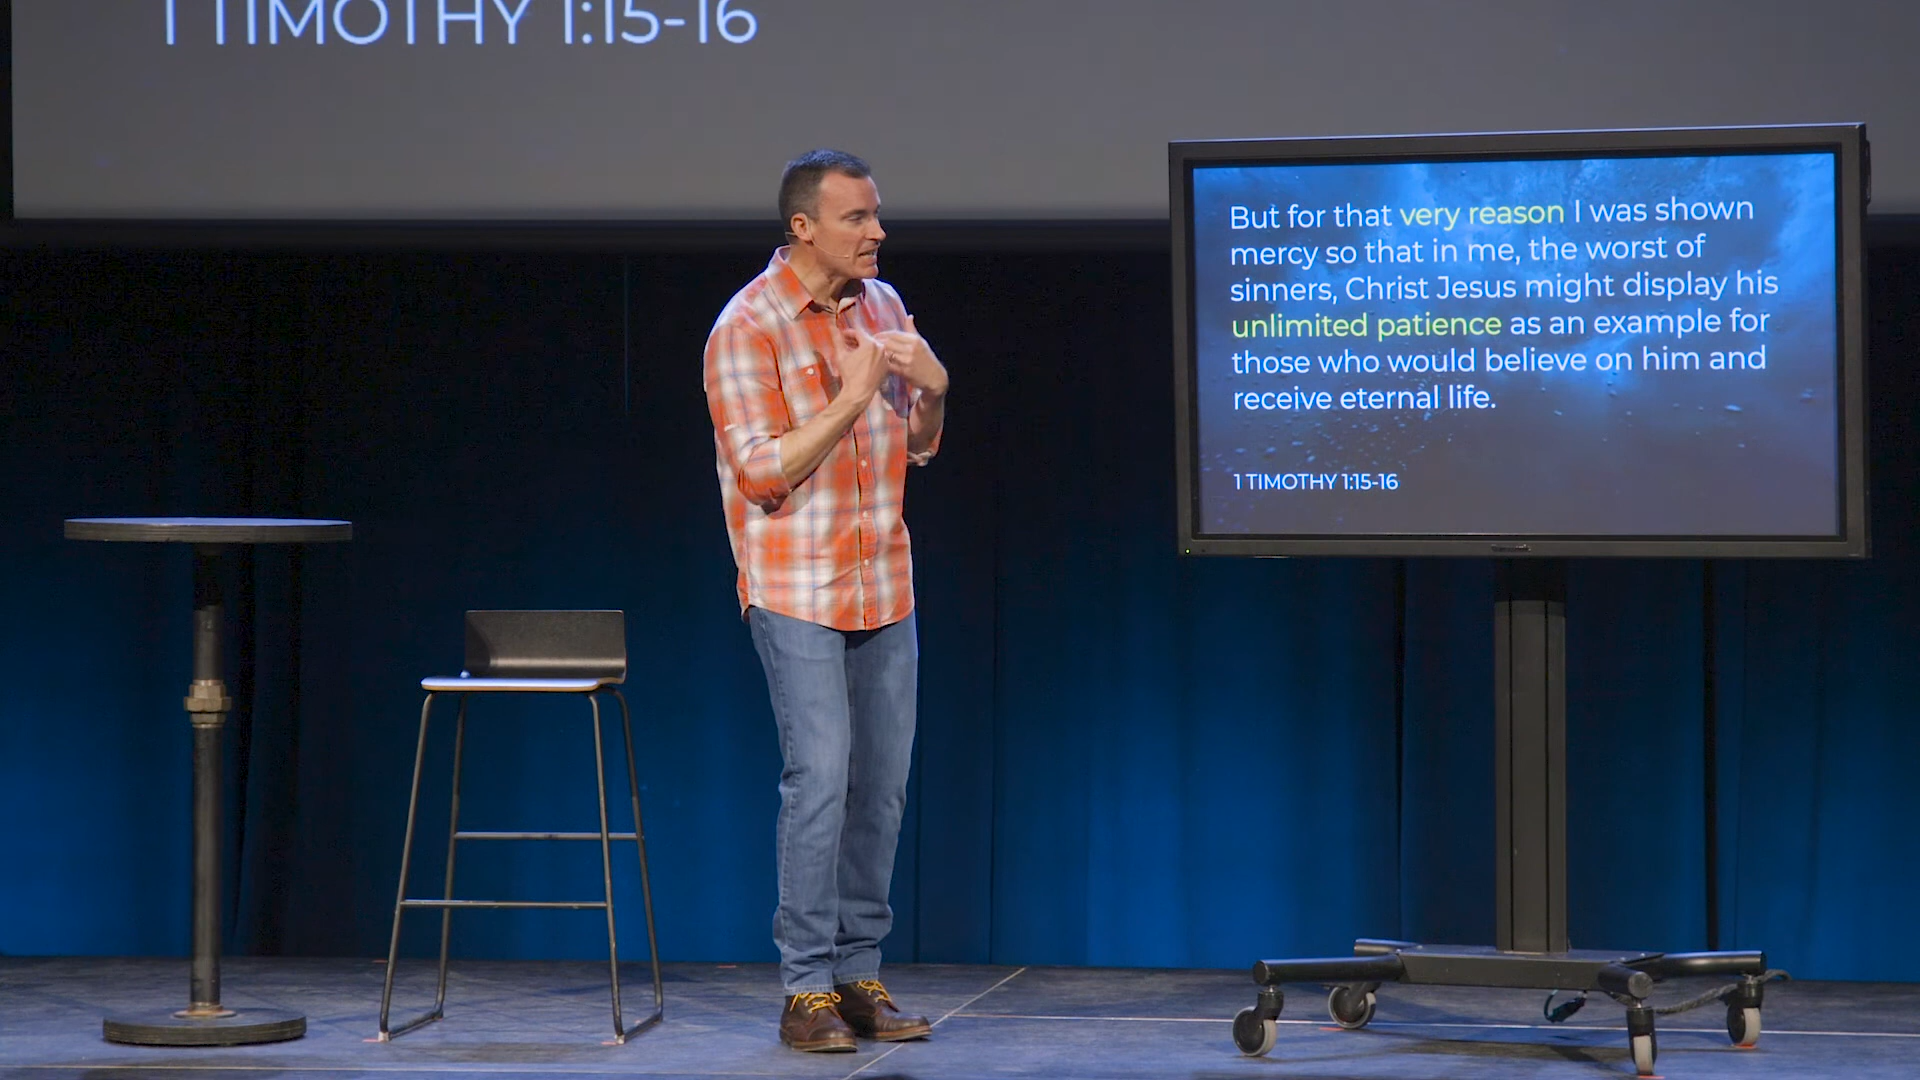 1 TIMOTHY 1:15-16
But for that very reason I was shown
mercy so that in me, the worst of
sinners, Christ Jesus might display his
unlimited patience as an example for
those who would believe on him and
receive eternal life.
1 TIMOTHY 1:15-16